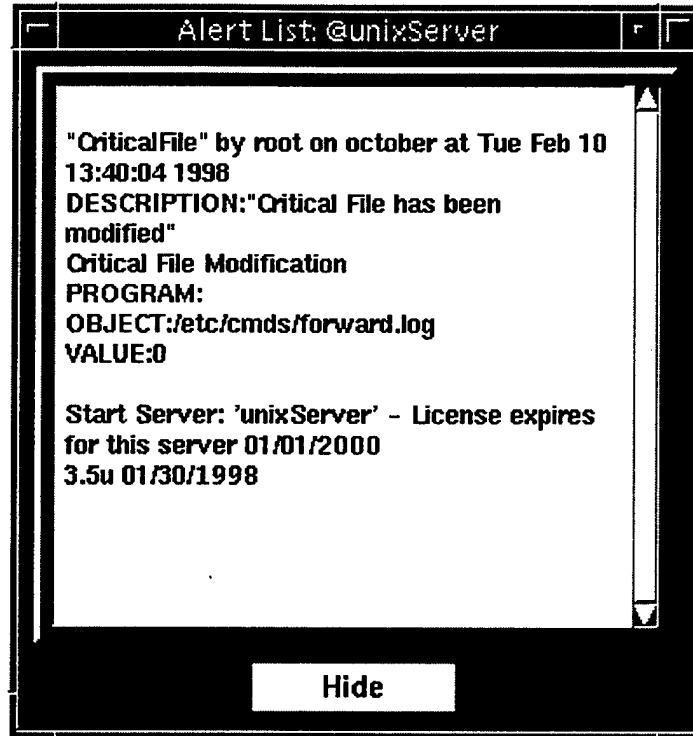 Alert List: @unixServer
"CriticalFile" by root on october at Tue Feb 10
13:40:04 1998
DESCRIPTION:"Critical File has been
modified"
Critical File Modification
PROGRAM:
OBJECT:/etc/cmds/forward.log
VALUE:0
Start Server: 'unixServer' - License expires
for this server 01/01/2000
3.5u 01/30/1998
Hide